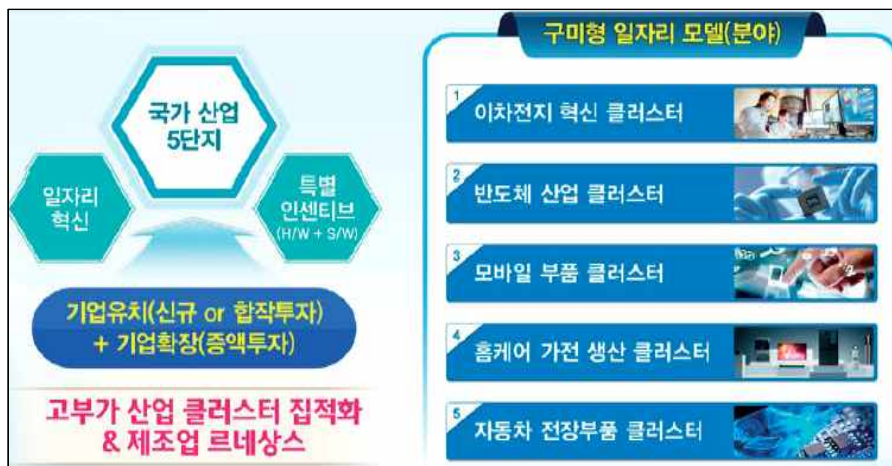 국가 산업
5단지
일자리
혁신
특별
인센티브
(H/W + S/W)
기업유치(신규 or 합작투자)
+ 기업확장(증액투자)
고부가 산업 클러스터 집적화
& 제조업 르네상스
구미형 일자리 모델(분야)
1
이차전지 혁신 클러스터
2
반도체 산업 클러스터
3
모바일 부품 클러스터
4
홈케어 가전 생산 클러스터
5
자동차 전장부품 클러스터